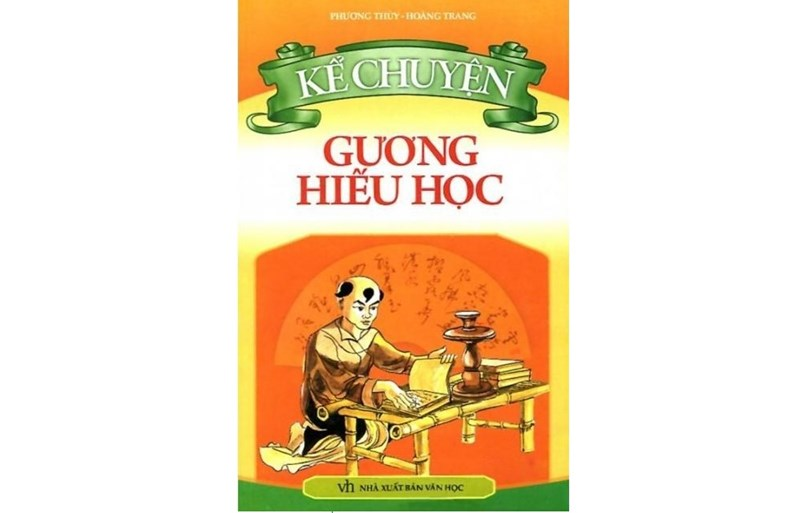 PHƯƠNG THÙY - HOÀNG TRANG
KỂ CHUYỆN
GƯƠNG
HIẾU HỌC
vh NHÀ XUẤT BẢN VĂN HỌC